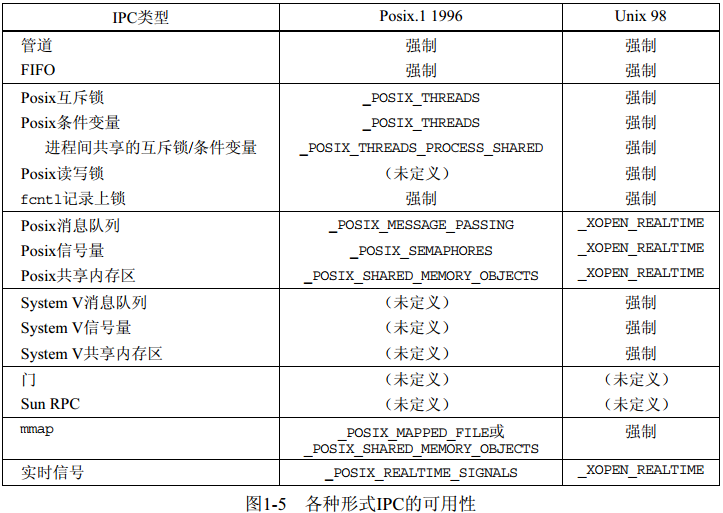 IPC类型 Posix.1 1996 Unix 98
管道 强制 强制
FIFO 强制 强制
Posix互斥锁 _POSIX_THREADS 强制
Posix条件变量 _POSIX_THREADS 强制
进程间共享的互斥锁/条件变量 _POSIX_THREADS_PROCESS_SHARED 强制
Posix读写锁 （未定义） 强制
fcntl记录上锁 强制 强制
Posix消息队列 _POSIX_MESSAGE_PASSING _XOPEN_REALTIME
Posix信号量 _POSIX_SEMAPHORES _XOPEN_REALTIME
Posix共享内存区 _POSIX_SHARED_MEMORY_OBJECTS _XOPEN_REALTIME
System V消息队列 （未定义） 强制
System V信号量 （未定义） 强制
System V共享内存区 （未定义） 强制
门 （未定义） （未定义）
Sun RPC （未定义） （未定义）
mmap _POSIX_MAPPED_FILE或 强制
_POSIX_SHARED_MEMORY_OBJECTS
实时信号 _POSIX_REALTIME_SIGNALS _XOPEN_REALTIME
图1-5 各种形式IPC的可用性